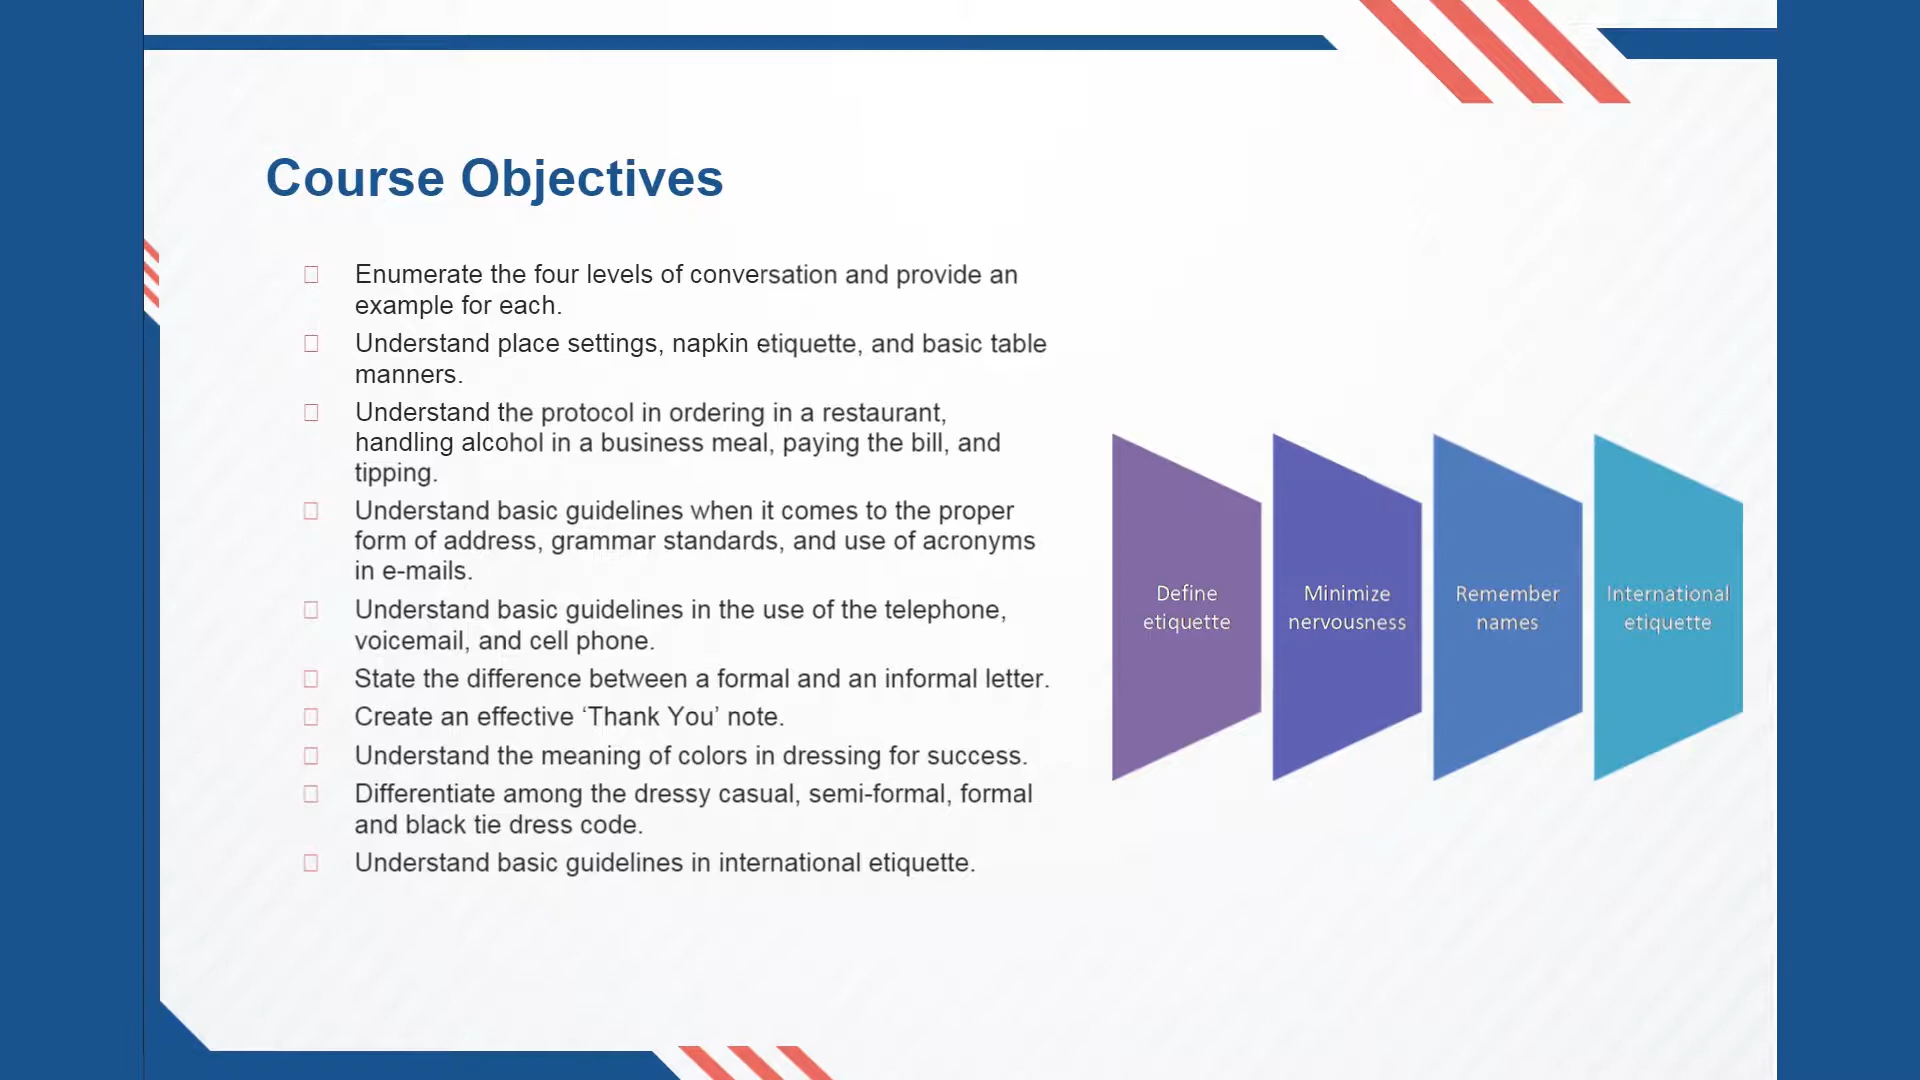 Course Objectives
Enumerate the four levels of conversation and provide an
example for each.
Understand place settings, napkin etiquette, and basic table
manners.
Understand the protocol in ordering in a restaurant,
handling alcohol in a business meal, paying the bill, and
tipping.
Understand basic guidelines when it comes to the proper
form of address, grammar standards, and use of acronyms
in e-mails.
Understand basic guidelines in the use of the telephone,
voicemail, and cell phone.
State the difference between a formal and an informal letter.
Create an effective ‘Thank You’ note.
Understand the meaning of colors in dressing for success.
Differentiate among the dressy casual, semi-formal, formal
and black tie dress code.
Understand basic guidelines in international etiquette.
Define
etiquette
Minimize
nervousness
Remember
names
International
etiquette